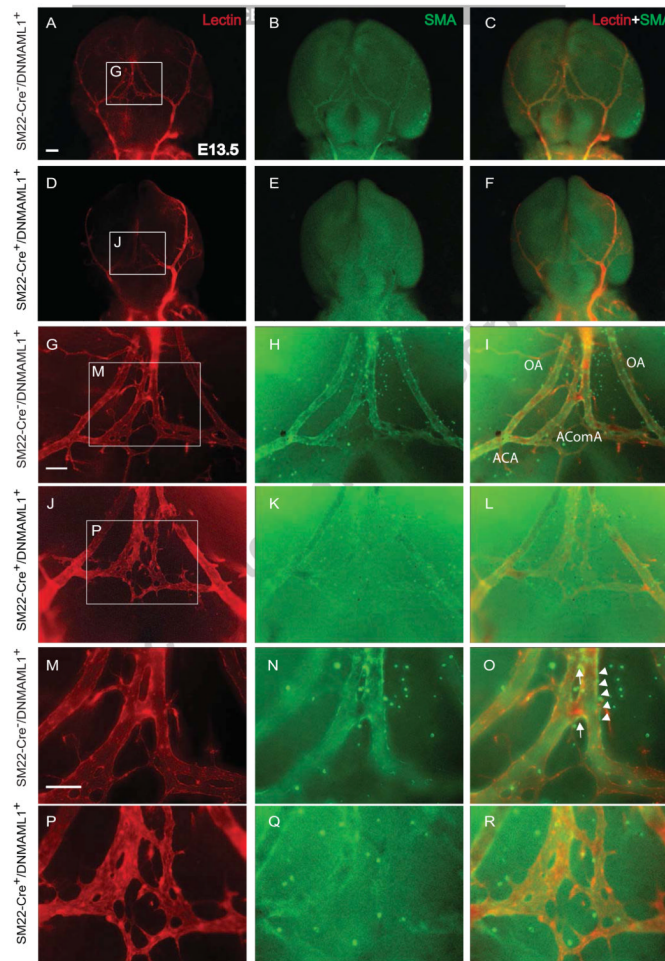 A Lectin B SMA C Lectin+SMA
SM22-Cre⁻/DNMAML1⁺
G
E13.5
D E F
SM22-Cre⁺/DNMAML1⁺
J
G H I
SM22-Cre⁻/DNMAML1⁺
M
OA OA
AComA
ACA
J K L
SM22-Cre⁺/DNMAML1⁺
P
M N O
SM22-Cre⁻/DNMAML1⁺
P Q R
SM22-Cre⁺/DNMAML1⁺